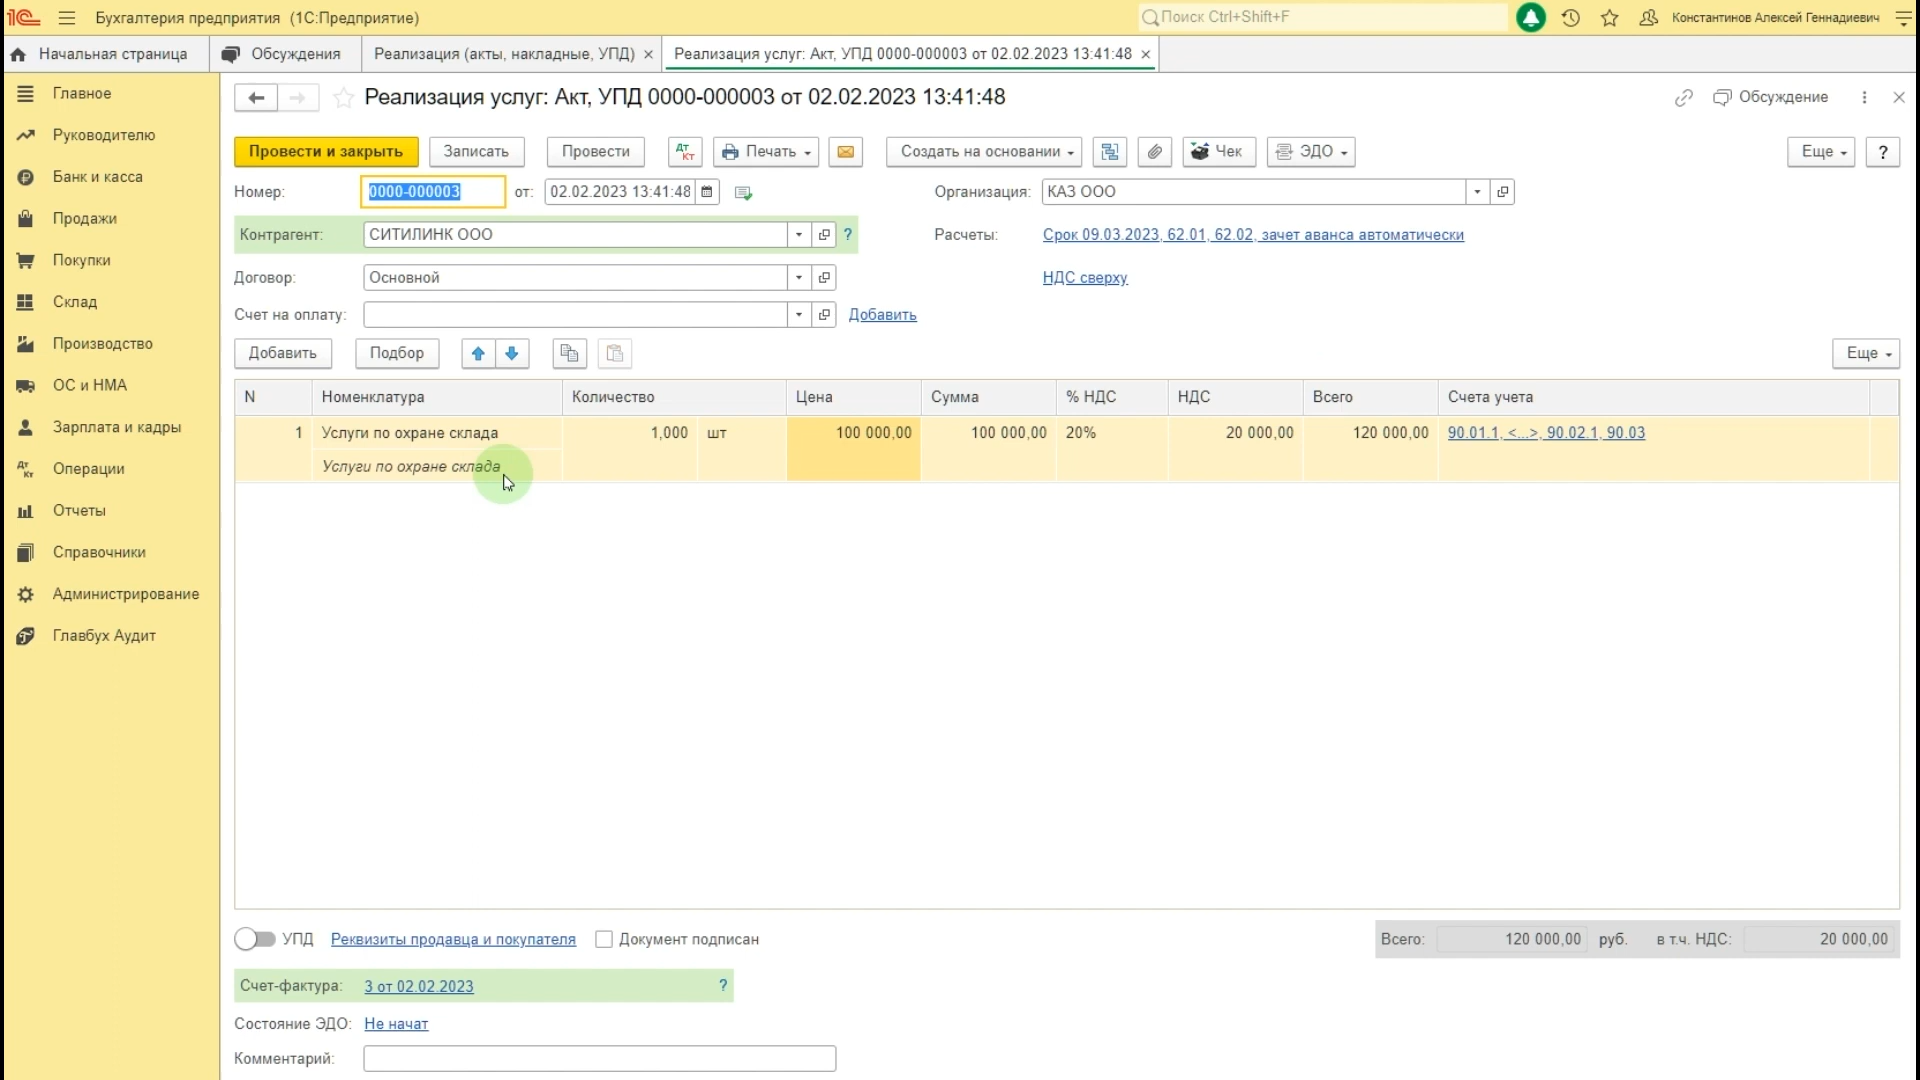 1С Бухгалтерия предприятия (1С:Предприятие) Поиск Ctrl+Shift+F Константинов Алексей Геннадиевич
Начальная страница Обсуждения Реализация (акты, накладные, УПД) × Реализация услуг: Акт, УПД 0000-000003 от 02.02.2023 13:41:48 ×
Главное
Руководителю
Банк и касса
Продажи
Покупки
Склад
Производство
ОС и НМА
Зарплата и кадры
Операции
Отчеты
Справочники
Администрирование
Главбух Аудит
Реализация услуг: Акт, УПД 0000-000003 от 02.02.2023 13:41:48 Обсуждение
Провести и закрыть Записать Провести Дт Кт Печать Создать на основании Чек ЭДО Еще ?
Номер: 0000-000003 от: 02.02.2023 13:41:48 Организация: КАЗ ООО
Контрагент: СИТИЛИНК ООО ? Расчеты: Срок 09.03.2023, 62.01, 62.02, зачет аванса автоматически
Договор: Основной НДС сверху
Счет на оплату: Добавить
Добавить Подбор Еще
N Номенклатура Количество Цена Сумма % НДС НДС Всего Счета учета
1 Услуги по охране склада 1,000 шт 100 000,00 100 000,00 20% 20 000,00 120 000,00 90.01.1, <...>, 90.02.1, 90.03
Услуги по охране склада
УПД Реквизиты продавца и покупателя Документ подписан Всего: 120 000,00 руб. в т.ч. НДС: 20 000,00
Счет-фактура: 3 от 02.02.2023 ?
Состояние ЭДО: Не начат
Комментарий: